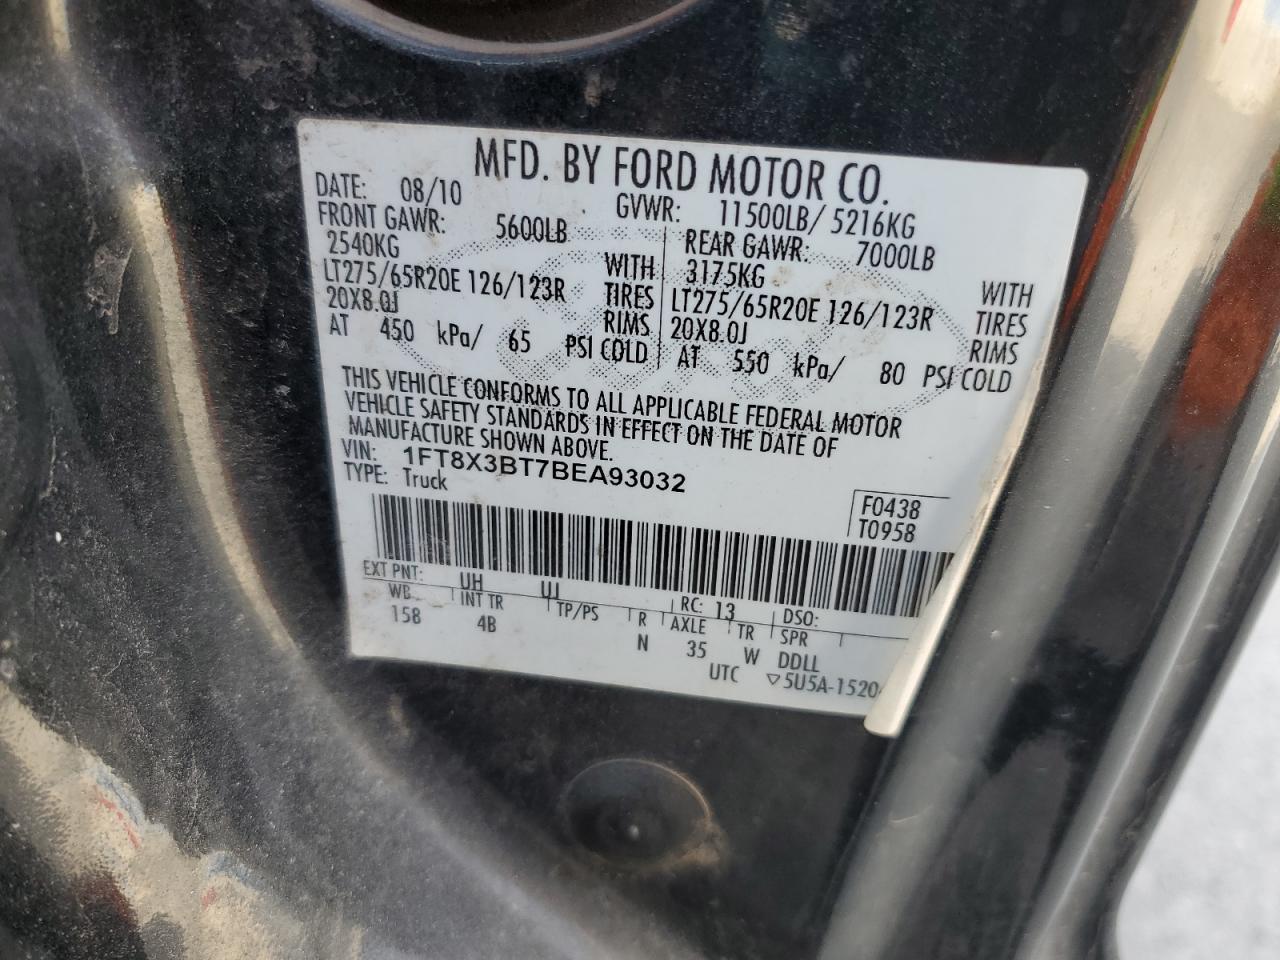 MFD. BY FORD MOTOR CO.
DATE: 08/10 GVWR: 11500LB/ 5216KG
FRONT GAWR: 5600LB REAR GAWR: 7000LB
2540KG WITH 3175KG WITH
LT275/65R20E 126/123R TIRES LT275/65R20E 126/123R TIRES
20X8.0J RIMS 20X8.0J RIMS
AT 450 kPa/ 65 PSI COLD AT 550 kPa/ 80 PSI COLD
THIS VEHICLE CONFORMS TO ALL APPLICABLE FEDERAL MOTOR
VEHICLE SAFETY STANDARDS IN EFFECT ON THE DATE OF
MANUFACTURE SHOWN ABOVE.
VIN: 1FT8X3BT7BEA93032
TYPE: Truck
F0438
T0958
EXT PNT: UH UJ RC: 13 DSO:
WB INT TR TP/PS R AXLE TR SPR
158 4B N 35 W DDLL
UTC ▽5U5A-1520